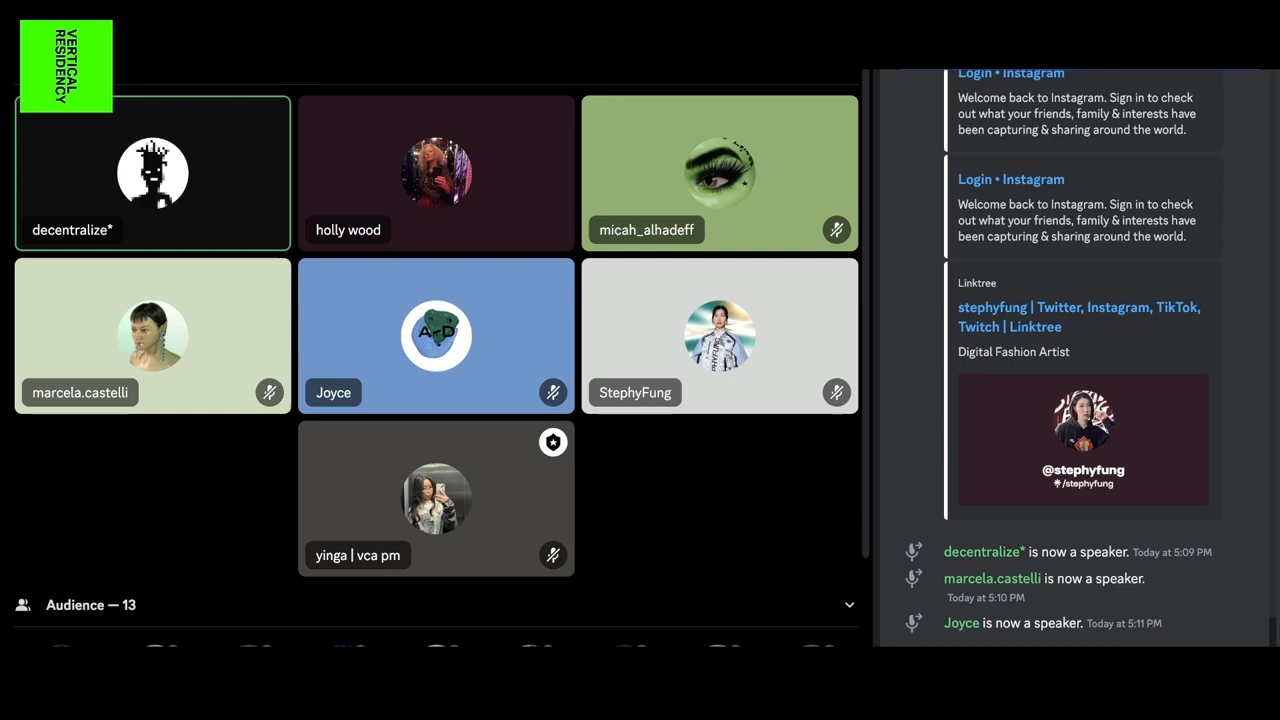 VERTICAL
RESIDENCY
decentralize*
holly wood
micah_alhadeff
marcela.castelli
A-D
Joyce
StephyFung
yinga | vca pm
Audience — 13
Login • Instagram
Welcome back to Instagram. Sign in to check
out what your friends, family & interests have
been capturing & sharing around the world.
Login • Instagram
Welcome back to Instagram. Sign in to check
out what your friends, family & interests have
been capturing & sharing around the world.
Linktree
stephyfung | Twitter, Instagram, TikTok,
Twitch | Linktree
Digital Fashion Artist
@stephyfung
/stephyfung
decentralize* is now a speaker. Today at 5:09 PM
marcela.castelli is now a speaker.
Today at 5:10 PM
Joyce is now a speaker. Today at 5:11 PM